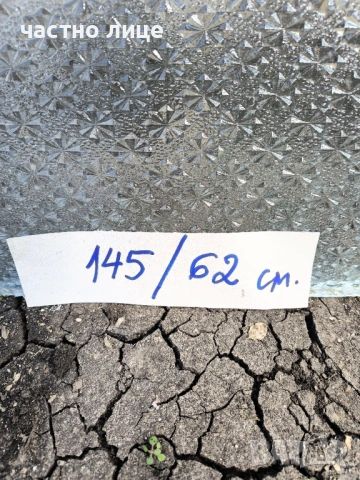 частно лице
145/62 см.